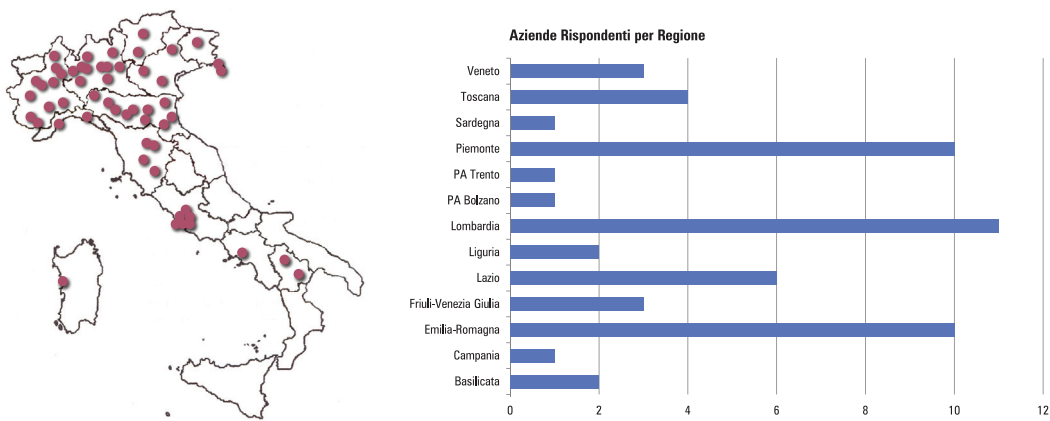 Aziende Rispondenti per Regione
Veneto
Toscana
Sardegna
Piemonte
PA Trento
PA Bolzano
Lombardia
Liguria
Lazio
Friuli-Venezia Giulia
Emilia-Romagna
Campania
Basilicata
0 2 4 6 8 10 12